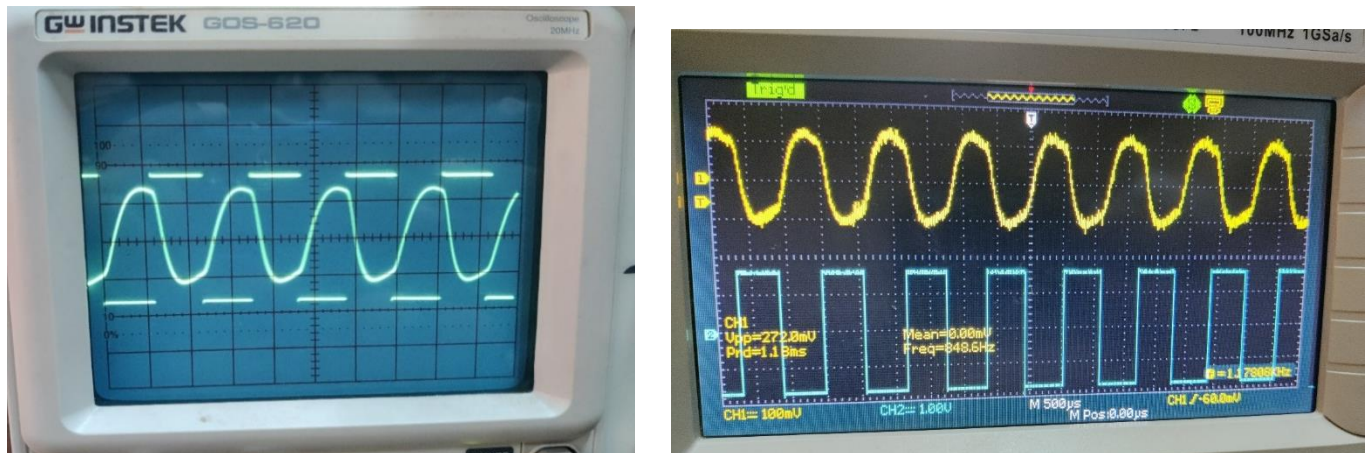 GW INSTEK GOS-620
Oscilloscope
20MHz
100
90
10
0%
100MHz 1GSa/s
Trig'd
T
1
T
2
CH1
Vpp=272.0mV
Prd=1.18ms
Mean=0.00mV
Freq=848.6Hz
=1.17808KHz
CH1 100mV
CH2 1.00V
M 500µs
M Pos:0.00µs
CH1 -60.0mV